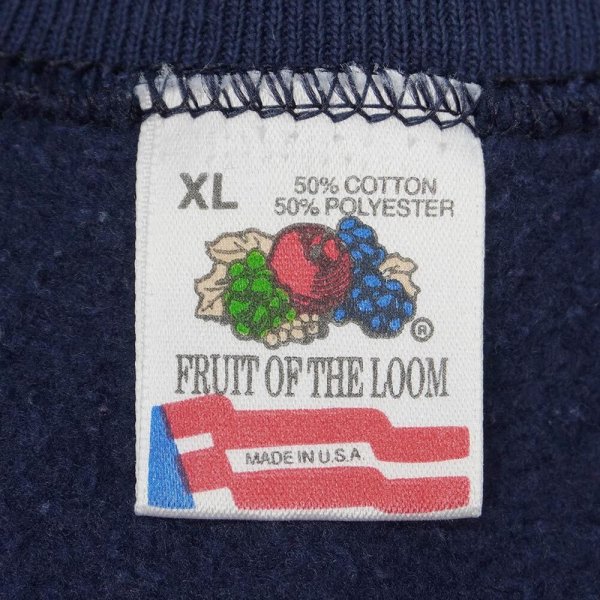 XL
50% COTTON
50% POLYESTER
®
FRUIT OF THE LOOM
MADE IN U.S.A.